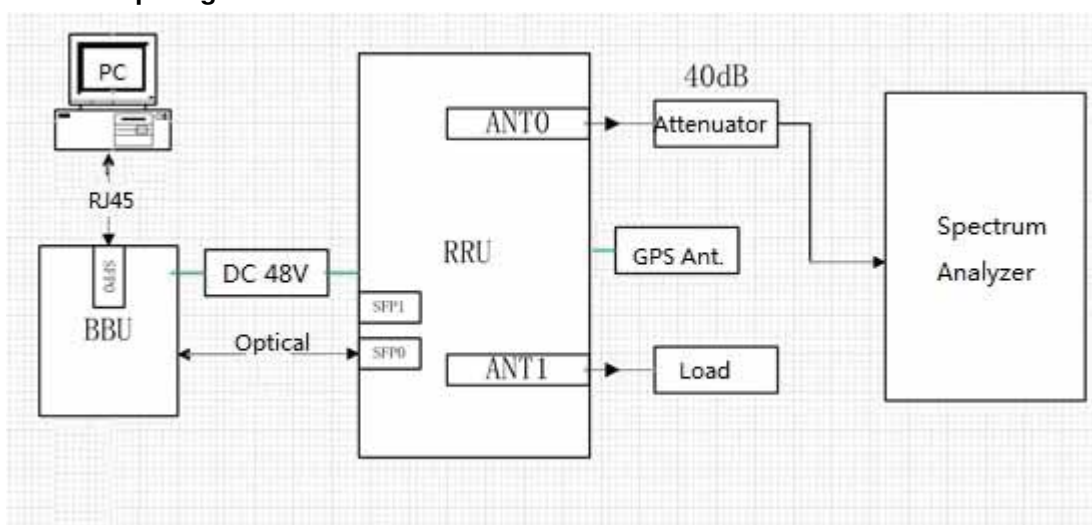 PC
40dB
ANT0
Attenuator
RJ45
Spectrum
Analyzer
RRU
GPS Ant.
SFP0
DC 48V
BBU
SFP1
Optical
SFP0
ANT1
Load